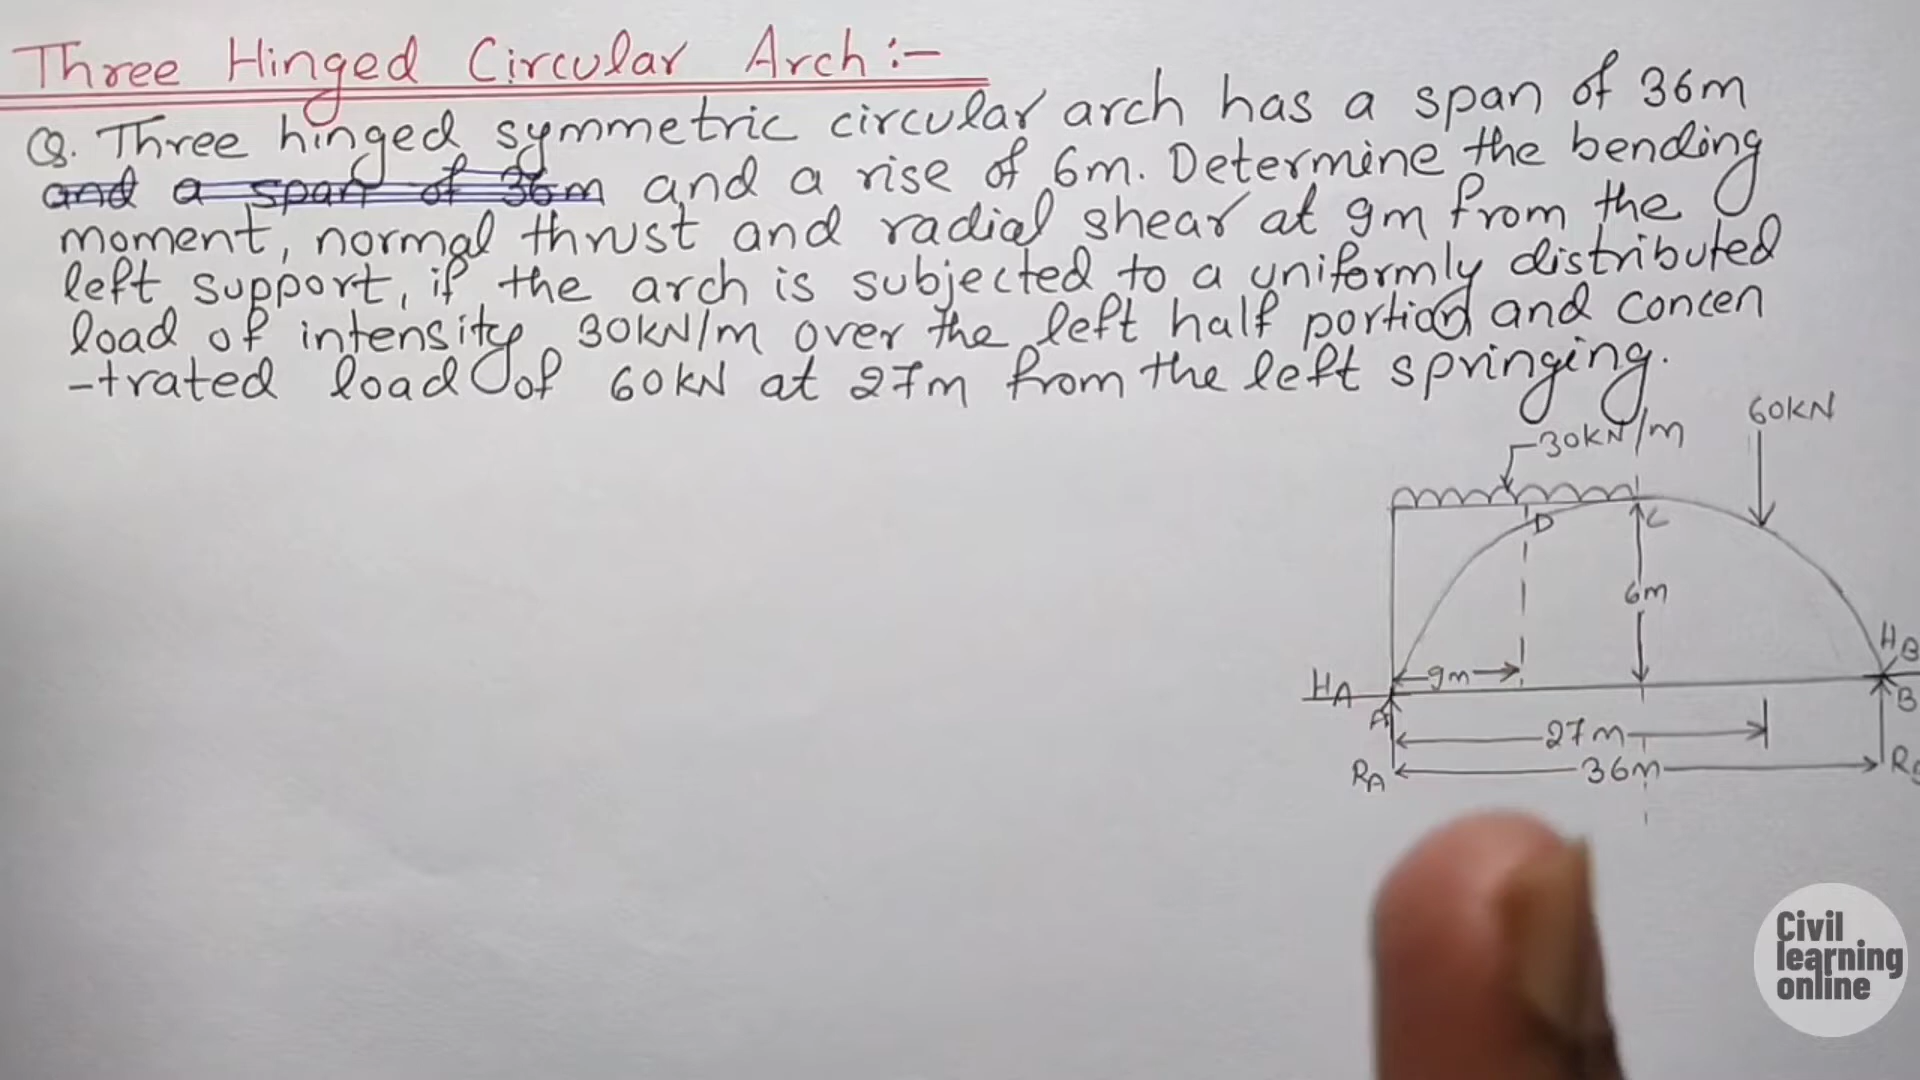 Three Hinged Circular Arch:-
Q. Three hinged symmetric circular arch has a span of 36m
and a span of 36m and a rise of 6m. Determine the bending
moment, normal thrust and radial shear at 9m from the
left support, if the arch is subjected to a uniformly distributed
load of intensity 30KN/m over the left half portion and concen
-trated load of 60KN at 27m from the left springing.
60KN
30KN/m
D
C
6m
HB
HA
9m
A
B
27m
RA
36m
Civil
learning
online